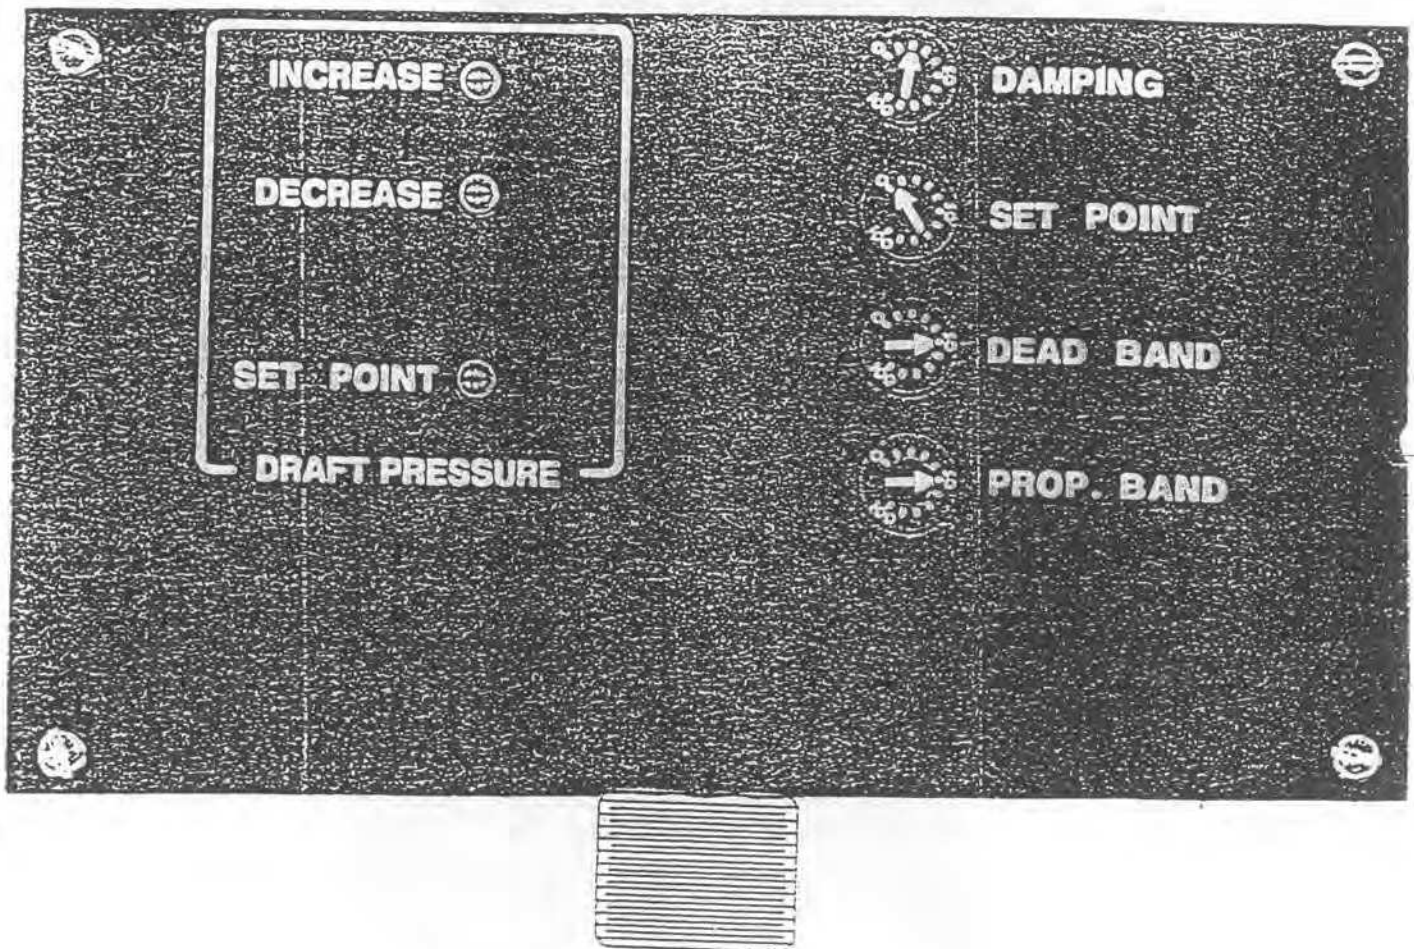 INCREASE
DECREASE
SET POINT
DRAFT PRESSURE
DAMPING
SET POINT
DEAD BAND
PROP. BAND